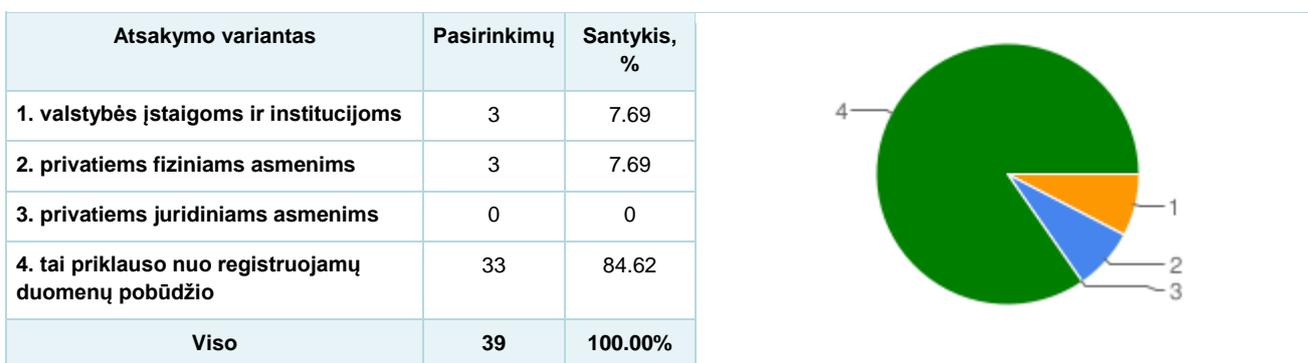 Atsakymo variantas Pasirinkimų Santykis,
%
1. valstybės įstaigoms ir institucijoms 3 7.69
2. privatiems fiziniams asmenims 3 7.69
3. privatiems juridiniams asmenims 0 0
4. tai priklauso nuo registruojamų 33 84.62
duomenų pobūdžio
Viso 39 100.00%
4
1
2
3